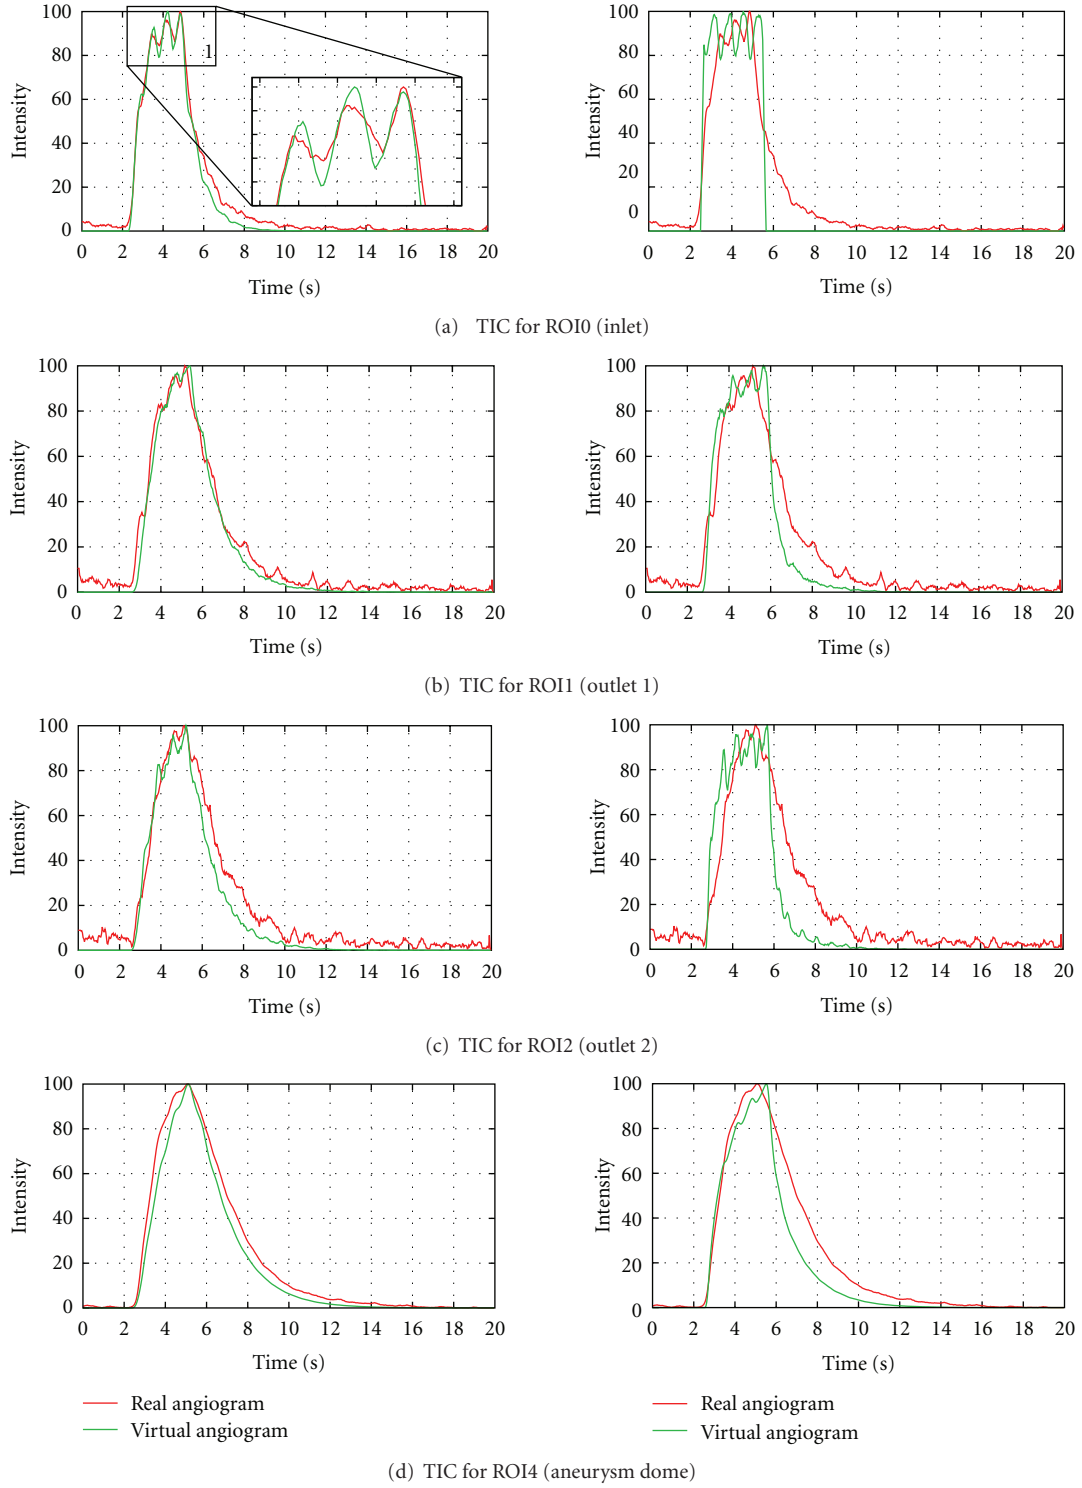 100
80
60
40
20
0
Intensity
1
0 2 4 6 8 10 12 14 16 18 20
Time (s)
100
80
60
40
20
0
0
Intensity
0 2 4 6 8 10 12 14 16 18 20
Time (s)
(a) TIC for ROI0 (inlet)
100
80
60
40
20
0
Intensity
0 2 4 6 8 10 12 14 16 18 20
Time (s)
100
80
60
40
20
0
Intensity
0 2 4 6 8 10 12 14 16 18 20
Time (s)
(b) TIC for ROI1 (outlet 1)
100
80
60
40
20
0
Intensity
0 2 4 6 8 10 12 14 16 18 20
Time (s)
100
80
60
40
20
0
Intensity
0 2 4 6 8 10 12 14 16 18 20
Time (s)
(c) TIC for ROI2 (outlet 2)
100
80
60
40
20
0
Intensity
0 2 4 6 8 10 12 14 16 18 20
Time (s)
Real angiogram
Virtual angiogram
100
80
60
40
20
0
Intensity
0 2 4 6 8 10 12 14 16 18 20
Time (s)
Real angiogram
Virtual angiogram
(d) TIC for ROI4 (aneurysm dome)